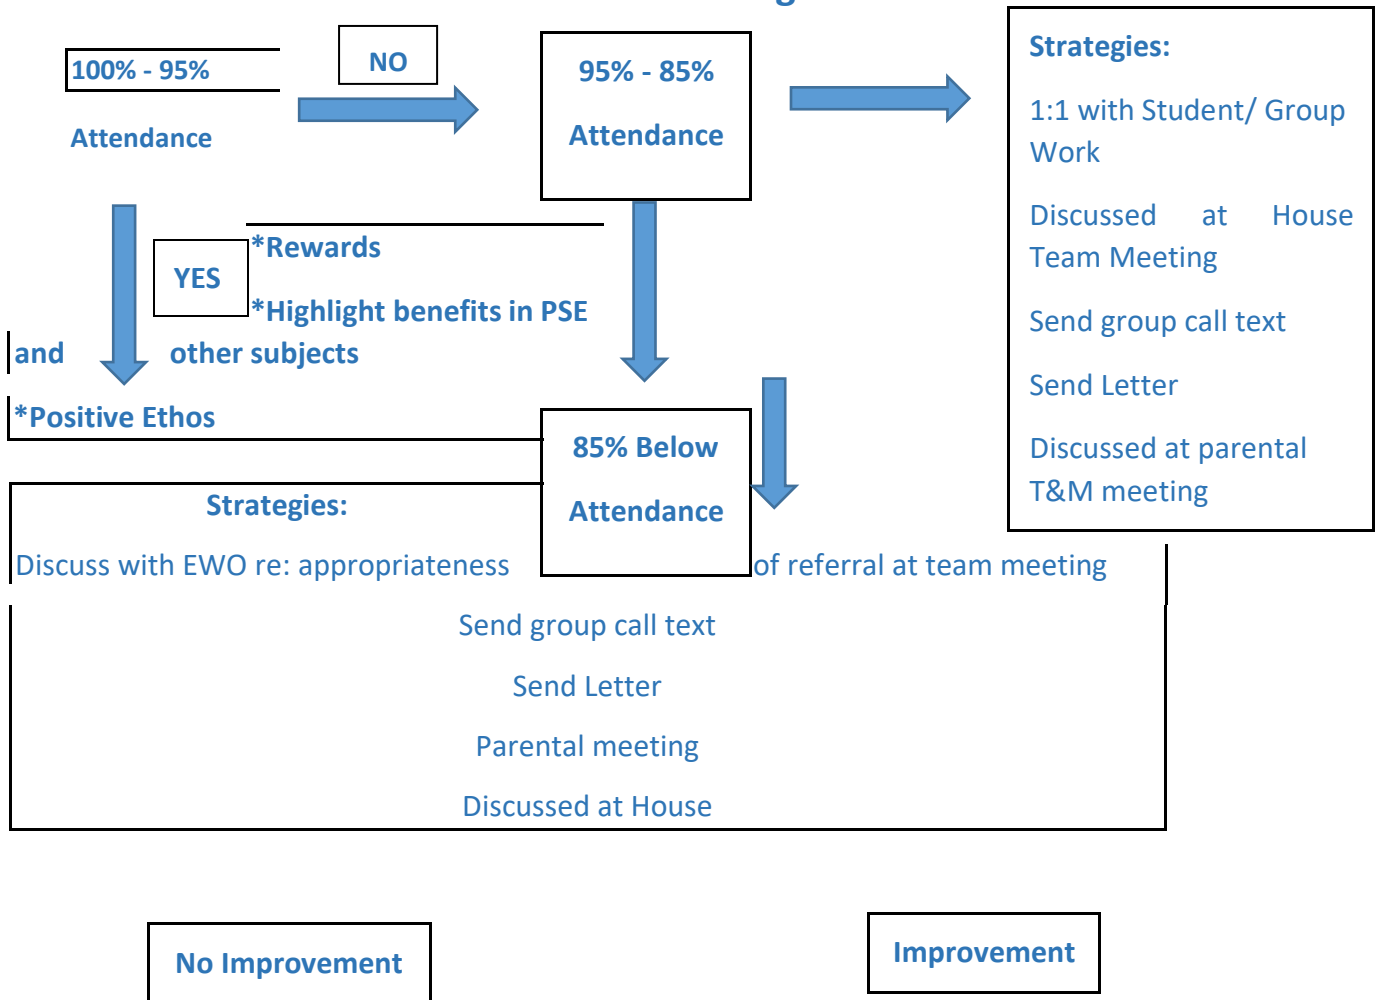 100% - 95%
Attendance
NO
95% - 85%
Attendance
Strategies:
1:1 with Student/ Group
Work
Discussed at House
Team Meeting
Send group call text
Send Letter
Discussed at parental
T&M meeting
YES
*Rewards
*Highlight benefits in PSE
and other subjects
*Positive Ethos
85% Below
Attendance
Strategies:
Discuss with EWO re: appropriateness of referral at team meeting
Send group call text
Send Letter
Parental meeting
Discussed at House
No Improvement
Improvement